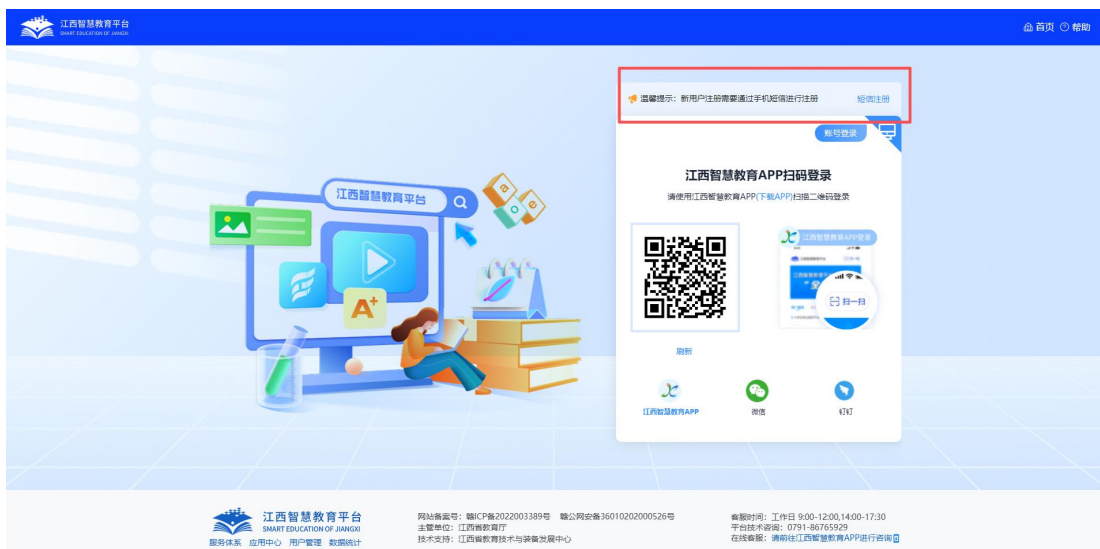 江西智慧教育平台
SMART EDUCATION OF JIANGXI
首页 帮助
温馨提示：新用户注册需要通过手机短信进行注册 短信注册
账号登录
江西智慧教育APP扫码登录
请使用江西智慧教育APP(下载APP)扫描二维码登录
江西智慧教育平台
a
c
o
A+
江西智慧教育APP登录
扫一扫
刷新
江西智慧教育APP 微信 钉钉
江西智慧教育平台
SMART EDUCATION OF JIANGXI
服务体系 应用中心 用户管理 数据统计
网站备案号：赣ICP备2022003389号 赣公网安备36010202000526号
主管单位：江西省教育厅
技术支持：江西省教育技术与装备发展中心
客服时间：工作日 9:00-12:00,14:00-17:30
平台技术咨询：0791-86765929
在线客服：请前往江西智慧教育APP进行咨询